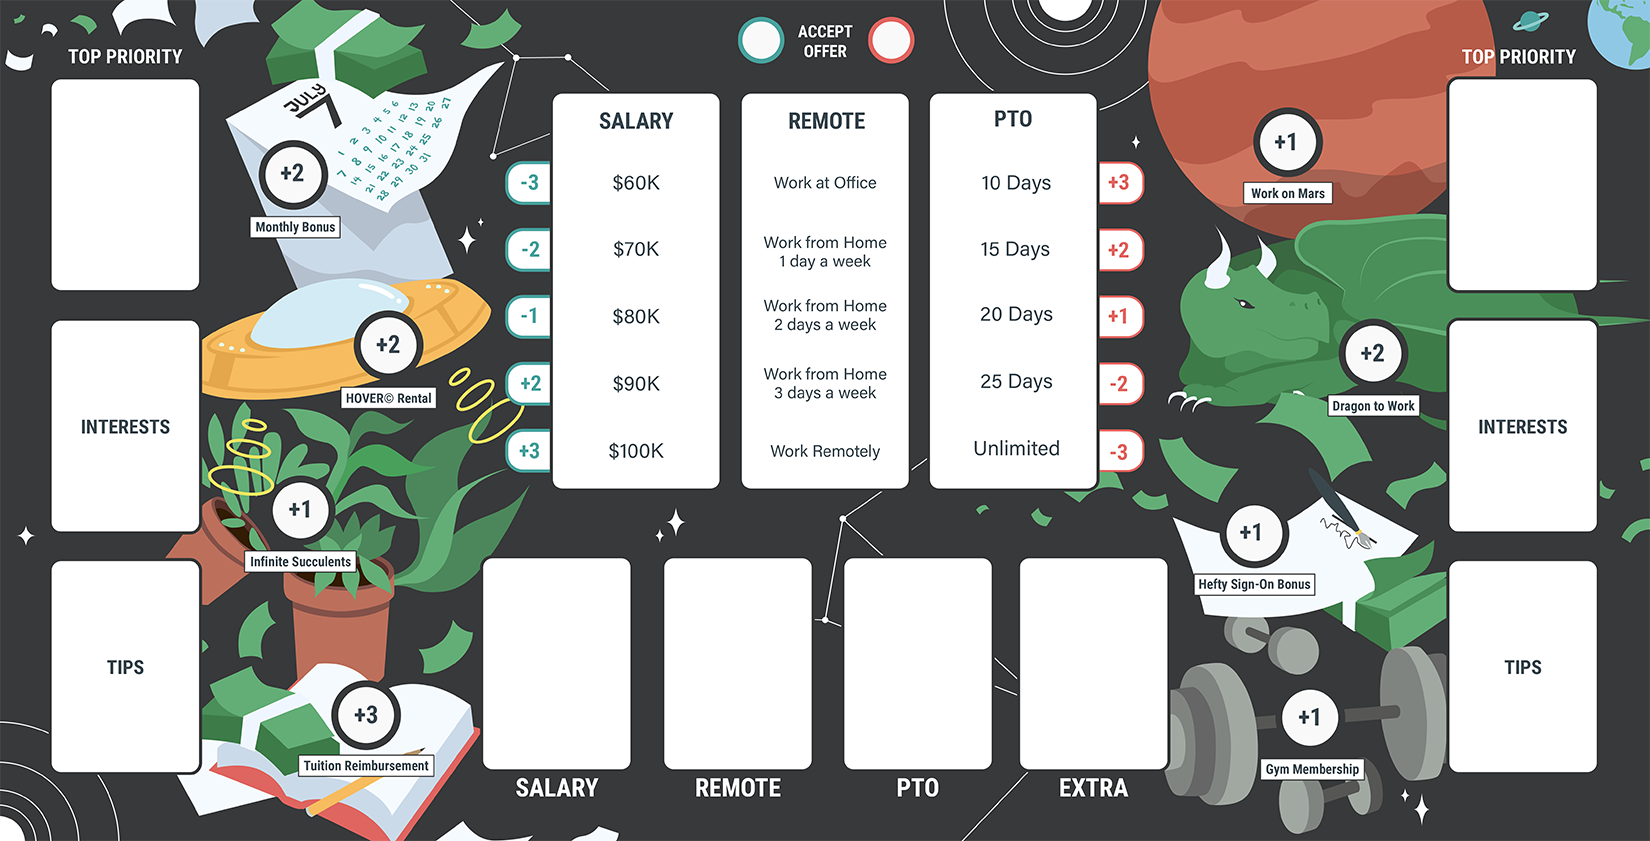 TOP PRIORITY
ACCEPT
OFFER
TOP PRIORITY
JULY
7
1 2 3 4 5 6
7 8 9 10 11 12 13
14 15 16 17 18 19 20
21 22 23 24 25 26 27
28 29 30 31
+2
Monthly Bonus
+2
HOVER© Rental
INTERESTS
+1
Infinite Succulents
TIPS
+3
Tuition Reimbursement
SALARY
REMOTE
PTO
-3
$60K
Work at Office
10 Days
+3
-2
$70K
Work from Home
1 day a week
15 Days
+2
-1
$80K
Work from Home
2 days a week
20 Days
+1
+2
$90K
Work from Home
3 days a week
25 Days
-2
+3
$100K
Work Remotely
Unlimited
-3
+1
Work on Mars
+2
Dragon to Work
INTERESTS
+1
Hefty Sign-On Bonus
TIPS
+1
Gym Membership
SALARY
REMOTE
PTO
EXTRA